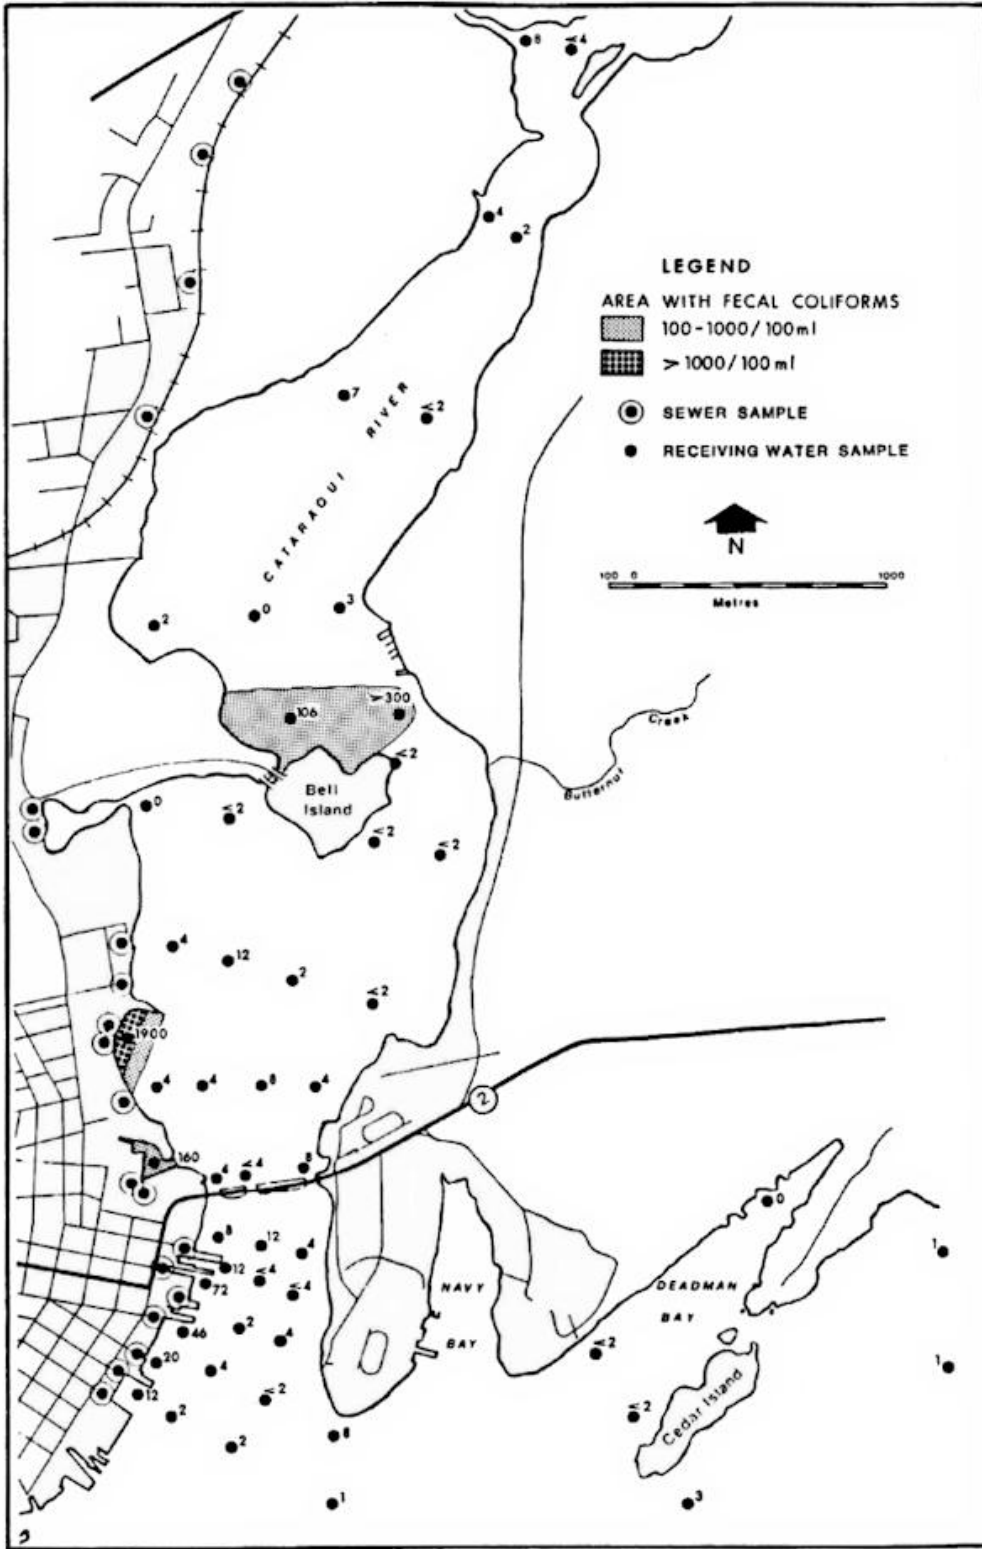 8
≤4
4
2
LEGEND
AREA WITH FECAL COLIFORMS
100-1000/100ml
>1000/100ml
SEWER SAMPLE
RECEIVING WATER SAMPLE
N
100 0 1000
Metres
7
≤2
CATARAQUI RIVER
2
0
3
106
>300
≤2
Creek
Butternut
Bell
Island
0
≤2
≤2
≤2
4
12
2
≤2
1900
4
4
8
4
2
160
4
≤4
8
0
8
12
4
1
12
≤4
72
≤4
NAVY
BAY
DEADMAN
BAY
46
2
4
≤2
20
4
1
12
2
≤2
≤2
Cedar Island
2
8
1
3